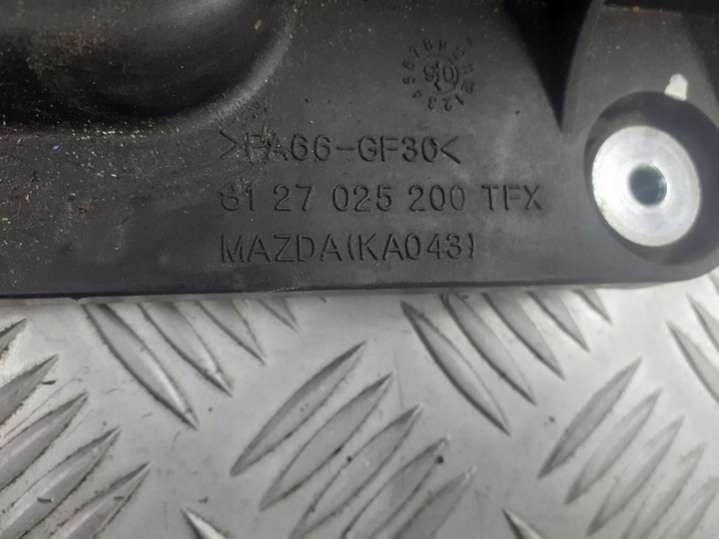 >PA66-GF30<
81 27 025 200 TFX
MAZDA(KA043)